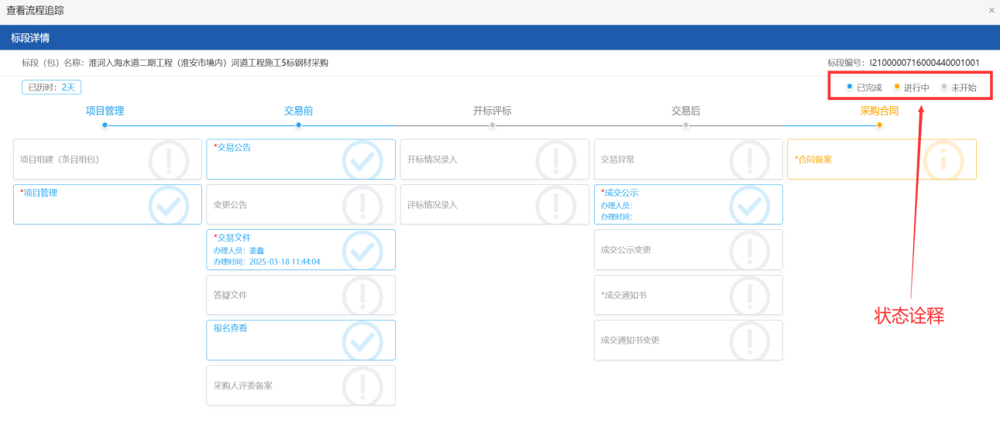 查看流程追踪
×
标段详情
标段（包）名称：淮河入海水道二期工程（淮安市境内）河道工程施工5标钢材采购
标段编号：I2100000716000440001001
已历时：2天
已完成 进行中 未开始
项目管理
交易前
开标评标
交易后
采购合同
项目组建（条目组包）
*项目管理
*交易公告
变更公告
*交易文件
办理人员：姜鑫
办理时间：2025-03-18 11:44:04
答疑文件
报名查看
采购人评委备案
开标情况录入
评标情况录入
交易异常
*成交公示
办理人员：
办理时间：
成交公示变更
*成交通知书
成交通知书变更
*合同备案
状态诠释